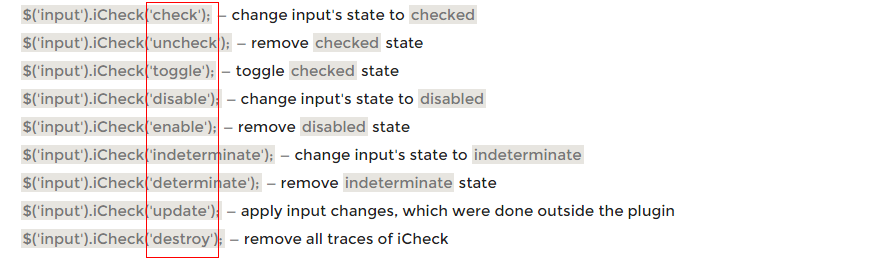 $('input').iCheck('check'); – change input's state to checked
$('input').iCheck('uncheck'); – remove checked state
$('input').iCheck('toggle'); – toggle checked state
$('input').iCheck('disable'); – change input's state to disabled
$('input').iCheck('enable'); – remove disabled state
$('input').iCheck('indeterminate'); – change input's state to indeterminate
$('input').iCheck('determinate'); – remove indeterminate state
$('input').iCheck('update'); – apply input changes, which were done outside the plugin
$('input').iCheck('destroy'); – remove all traces of iCheck